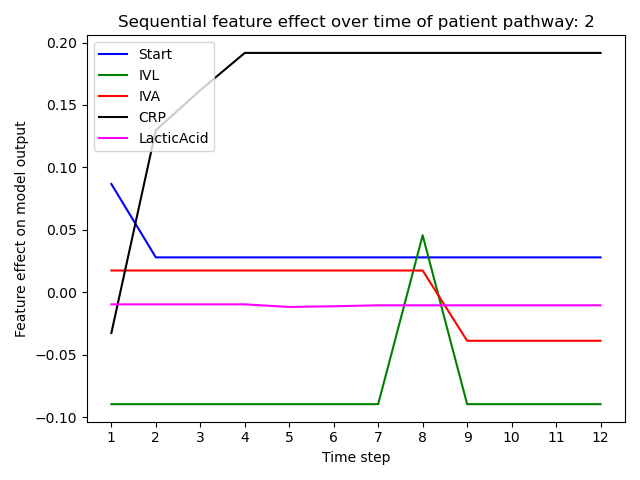 Sequential feature effect over time of patient pathway: 2
Feature effect on model output
0.20
0.15
0.10
0.05
0.00
−0.05
−0.10
Start
IVL
IVA
CRP
LacticAcid
1 2 3 4 5 6 7 8 9 10 11 12
Time step